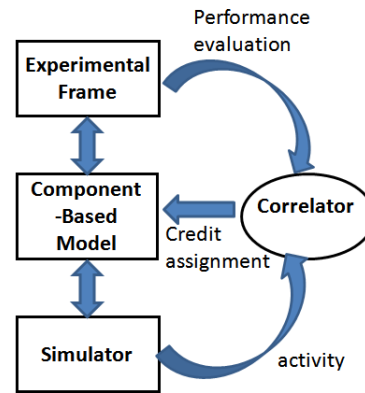 Performance
evaluation
Experimental
Frame
Component
-Based
Model
Correlator
Credit
assignment
Simulator
activity